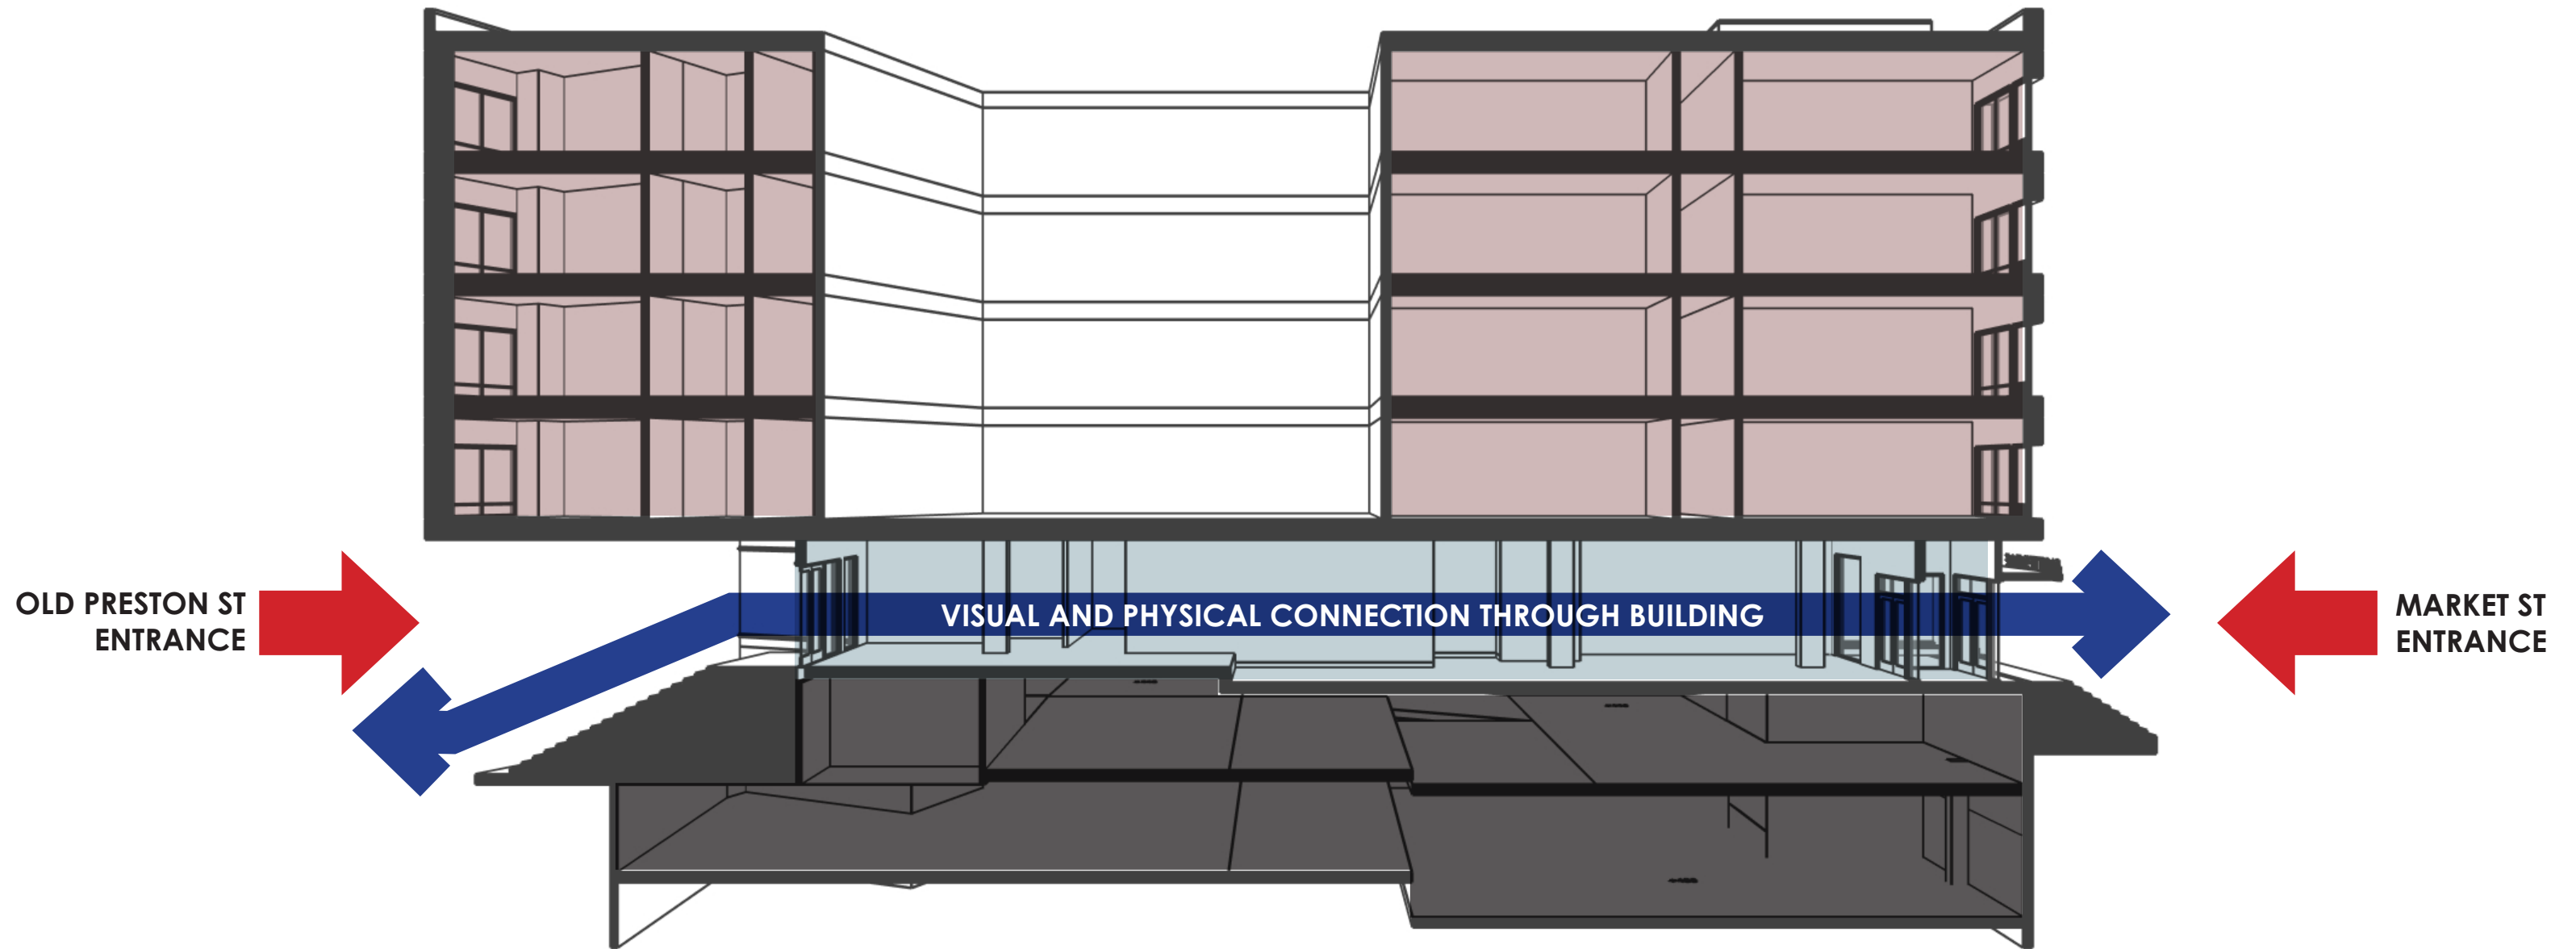 OLD PRESTON ST
ENTRANCE
VISUAL AND PHYSICAL CONNECTION THROUGH BUILDING
MARKET ST
ENTRANCE